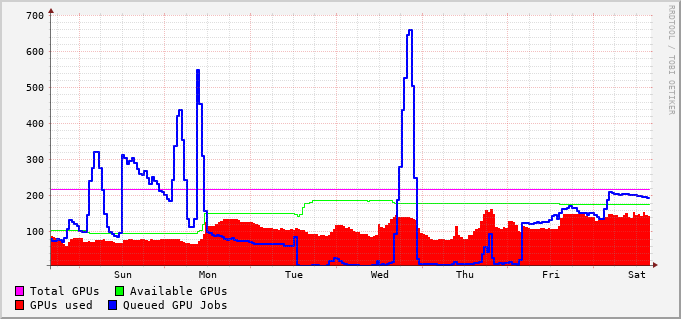 700
600
500
400
300
200
100
Sun Mon Tue Wed Thu Fri Sat
Total GPUs Available GPUs
GPUs used Queued GPU Jobs
RRDTOOL / TOBI OETIKER